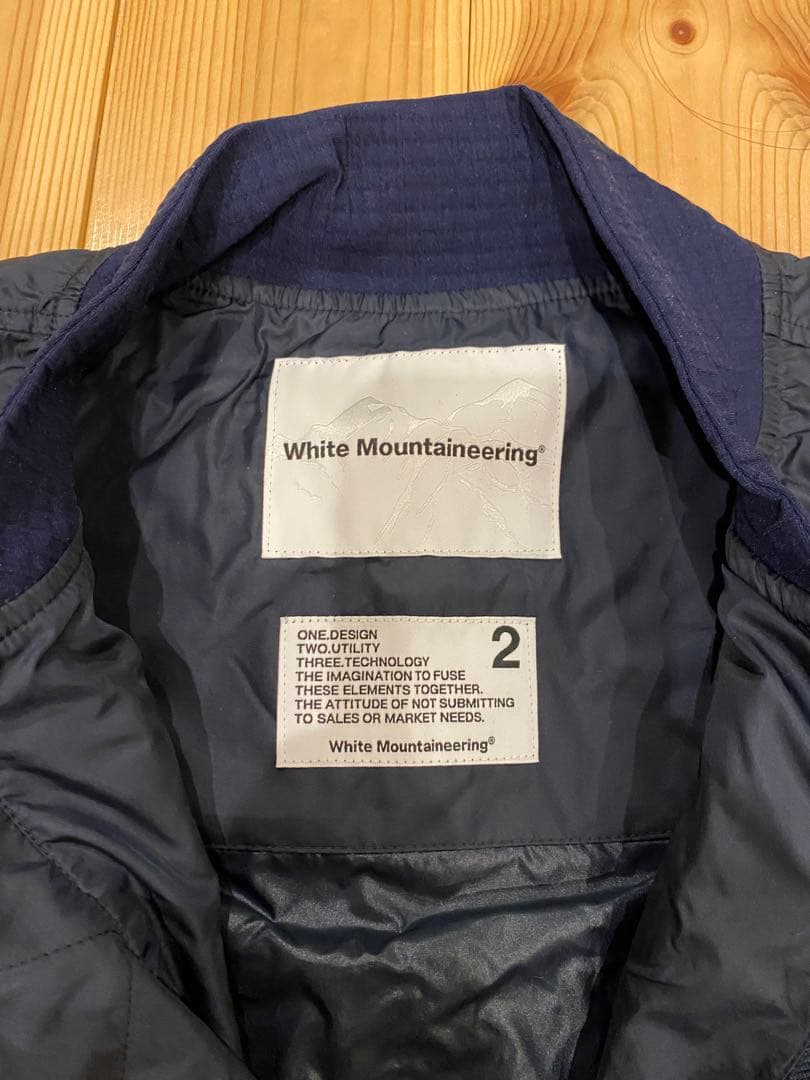 White Mountaineering®
ONE.DESIGN
2
TWO.UTILITY
THREE.TECHNOLOGY
THE IMAGINATION TO FUSE
THESE ELEMENTS TOGETHER.
THE ATTITUDE OF NOT SUBMITTING
TO SALES OR MARKET NEEDS.
White Mountaineering®